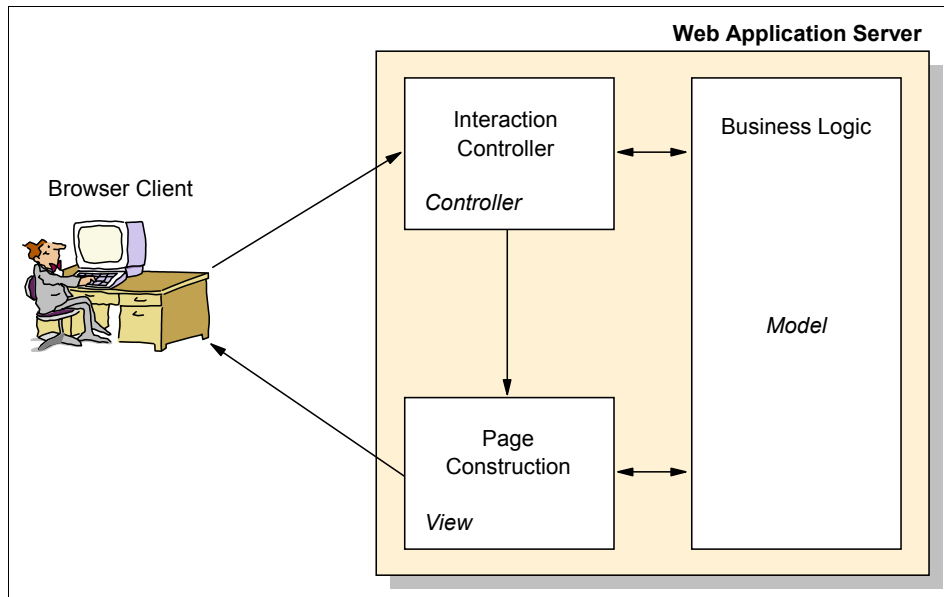 Web Application Server
Interaction
Controller
Controller
Business Logic
Browser Client
Model
Page
Construction
View